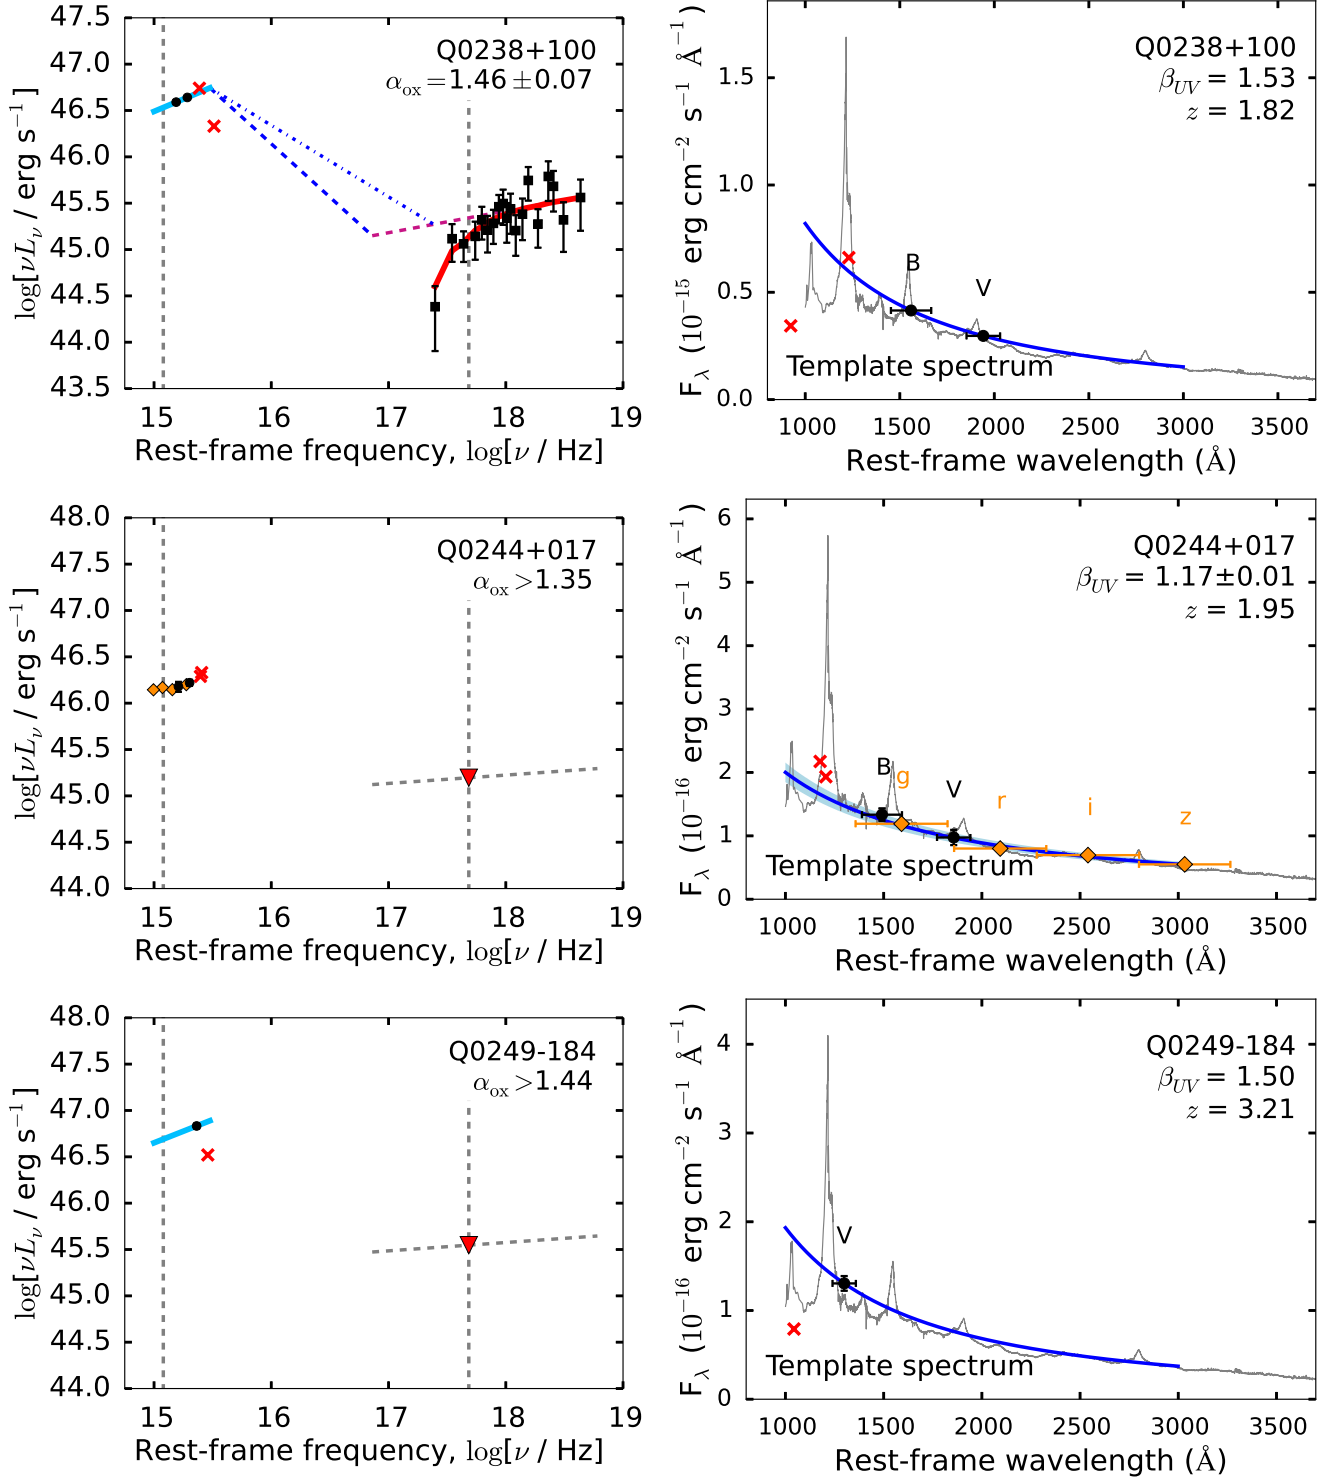 47.5
47.0
46.5
46.0
45.5
45.0
44.5
44.0
43.5
log[νLν / erg s⁻¹]
Q0238+100
αox=1.46±0.07
15 16 17 18 19
Rest-frame frequency, log[ν / Hz]
1.5
1.0
0.5
0.0
Fλ (10⁻¹⁵ erg cm⁻² s⁻¹ Å⁻¹)
Q0238+100
βUV = 1.53
z = 1.82
B
V
Template spectrum
1000 1500 2000 2500 3000 3500
Rest-frame wavelength (Å)
48.0
47.5
47.0
46.5
46.0
45.5
45.0
44.5
44.0
log[νLν / erg s⁻¹]
Q0244+017
αox>1.35
15 16 17 18 19
Rest-frame frequency, log[ν / Hz]
6
5
4
3
2
1
0
Fλ (10⁻¹⁶ erg cm⁻² s⁻¹ Å⁻¹)
Q0244+017
βUV = 1.17±0.01
z = 1.95
B
g
V
r
i
z
Template spectrum
1000 1500 2000 2500 3000 3500
Rest-frame wavelength (Å)
48.0
47.5
47.0
46.5
46.0
45.5
45.0
44.5
44.0
log[νLν / erg s⁻¹]
Q0249-184
αox>1.44
15 16 17 18 19
Rest-frame frequency, log[ν / Hz]
4
3
2
1
0
Fλ (10⁻¹⁶ erg cm⁻² s⁻¹ Å⁻¹)
Q0249-184
βUV = 1.50
z = 3.21
V
Template spectrum
1000 1500 2000 2500 3000 3500
Rest-frame wavelength (Å)